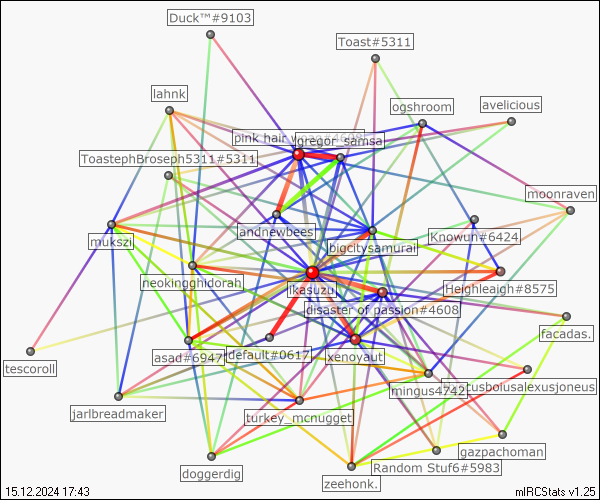 Duck™#9103
Toast#5311
lahnk
ogshroom
avelicious
pink hair
gregor_samsa
ToastephBroseph5311#5311
moonraven
andnewbees
mukszi
bigcitysamurai
Knowun#6424
neokingghidorah
ikasuzu
Heighleaigh#8575
disaster of passion#4608
facadas.
tescoroll
asad#6947
default#0617
xenoyaut
mingus4742
cusbolusalexusjoneus
jarlbreadmaker
turkey_mcnugget
gazpachoman
doggerdig
Random Stuf6#5983
zeehonk.
15.12.2024 17:43
mIRCStats v1.25